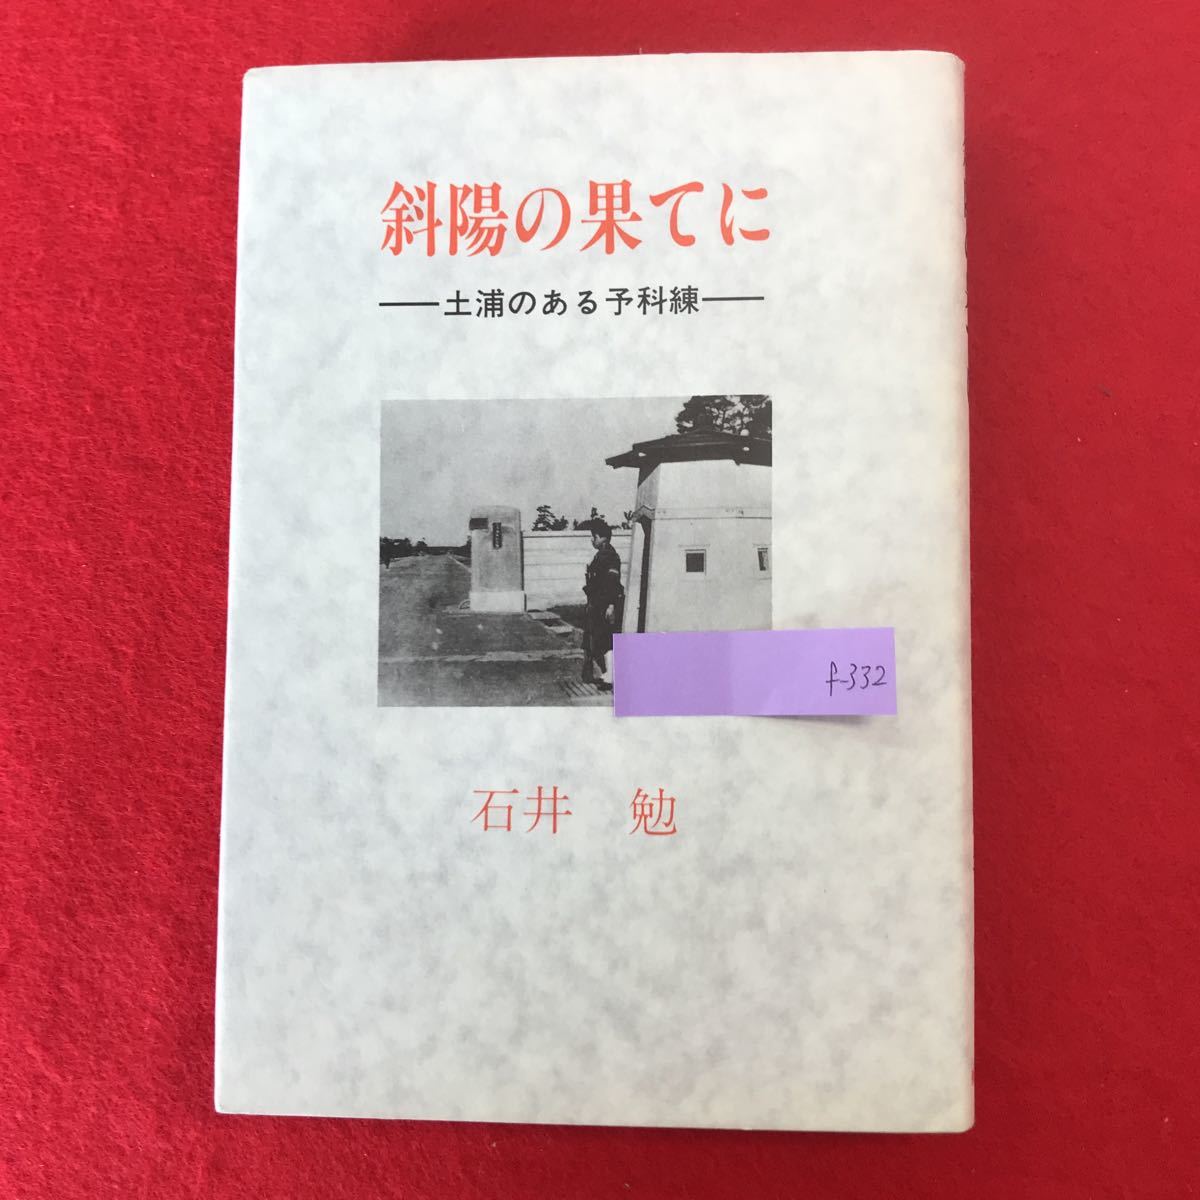 斜陽の果てに
──土浦のある予科練──
f-332
石井 勉